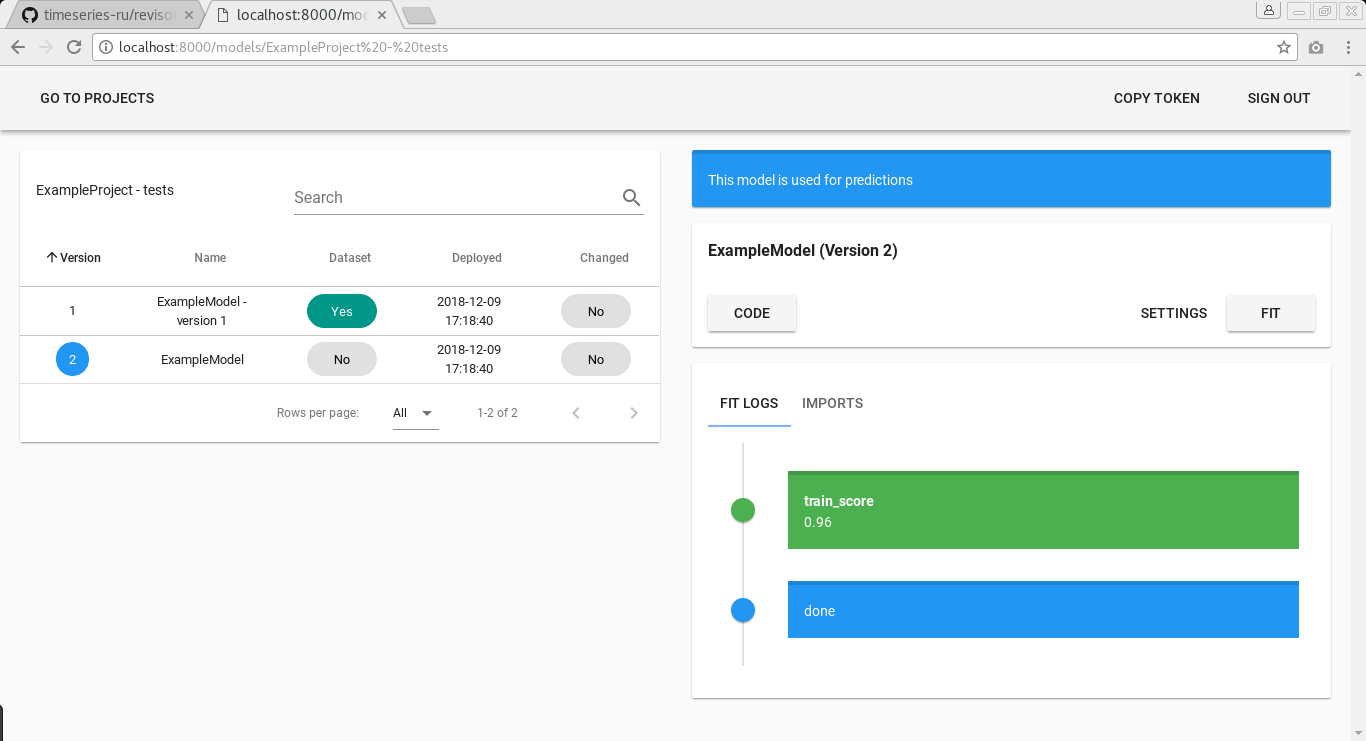 timeseries-ru/reviso
localhost:8000/mod
localhost:8000/models/ExampleProject%20-%20tests
GO TO PROJECTS
COPY TOKEN
SIGN OUT
ExampleProject - tests
Search
Version Name Dataset Deployed Changed
1
ExampleModel -
version 1
Yes
2018-12-09
17:18:40
No
2
ExampleModel
No
2018-12-09
17:18:40
No
Rows per page: All 1-2 of 2
This model is used for predictions
ExampleModel (Version 2)
CODE SETTINGS FIT
FIT LOGS IMPORTS
train_score
0.96
done